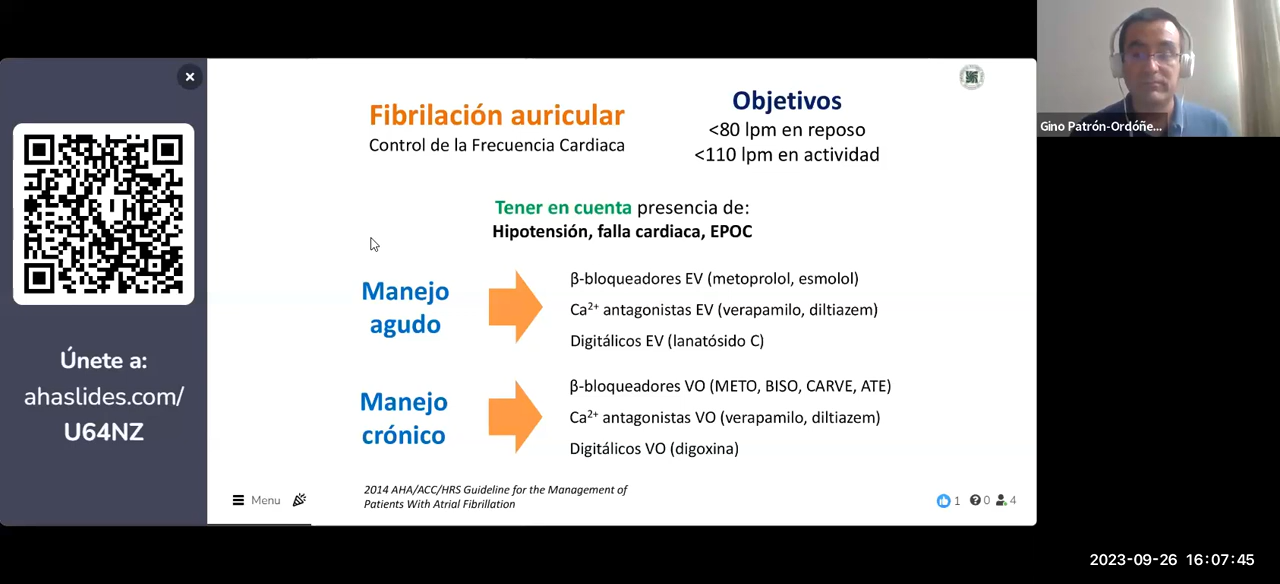 Únete a:
ahaslides.com/
U64NZ
Fibrilación auricular
Control de la Frecuencia Cardiaca
Objetivos
<80 lpm en reposo
<110 lpm en actividad
Tener en cuenta presencia de:
Hipotensión, falla cardiaca, EPOC
Manejo
agudo
β-bloqueadores EV (metoprolol, esmolol)
Ca²⁺ antagonistas EV (verapamilo, diltiazem)
Digitálicos EV (lanatósido C)
Manejo
crónico
β-bloqueadores VO (METO, BISO, CARVE, ATE)
Ca²⁺ antagonistas VO (verapamilo, diltiazem)
Digitálicos VO (digoxina)
2014 AHA/ACC/HRS Guideline for the Management of
Patients With Atrial Fibrillation
Menu
1 0 4
Gino Patrón-Ordóñe...
2023-09-26 16:07:45